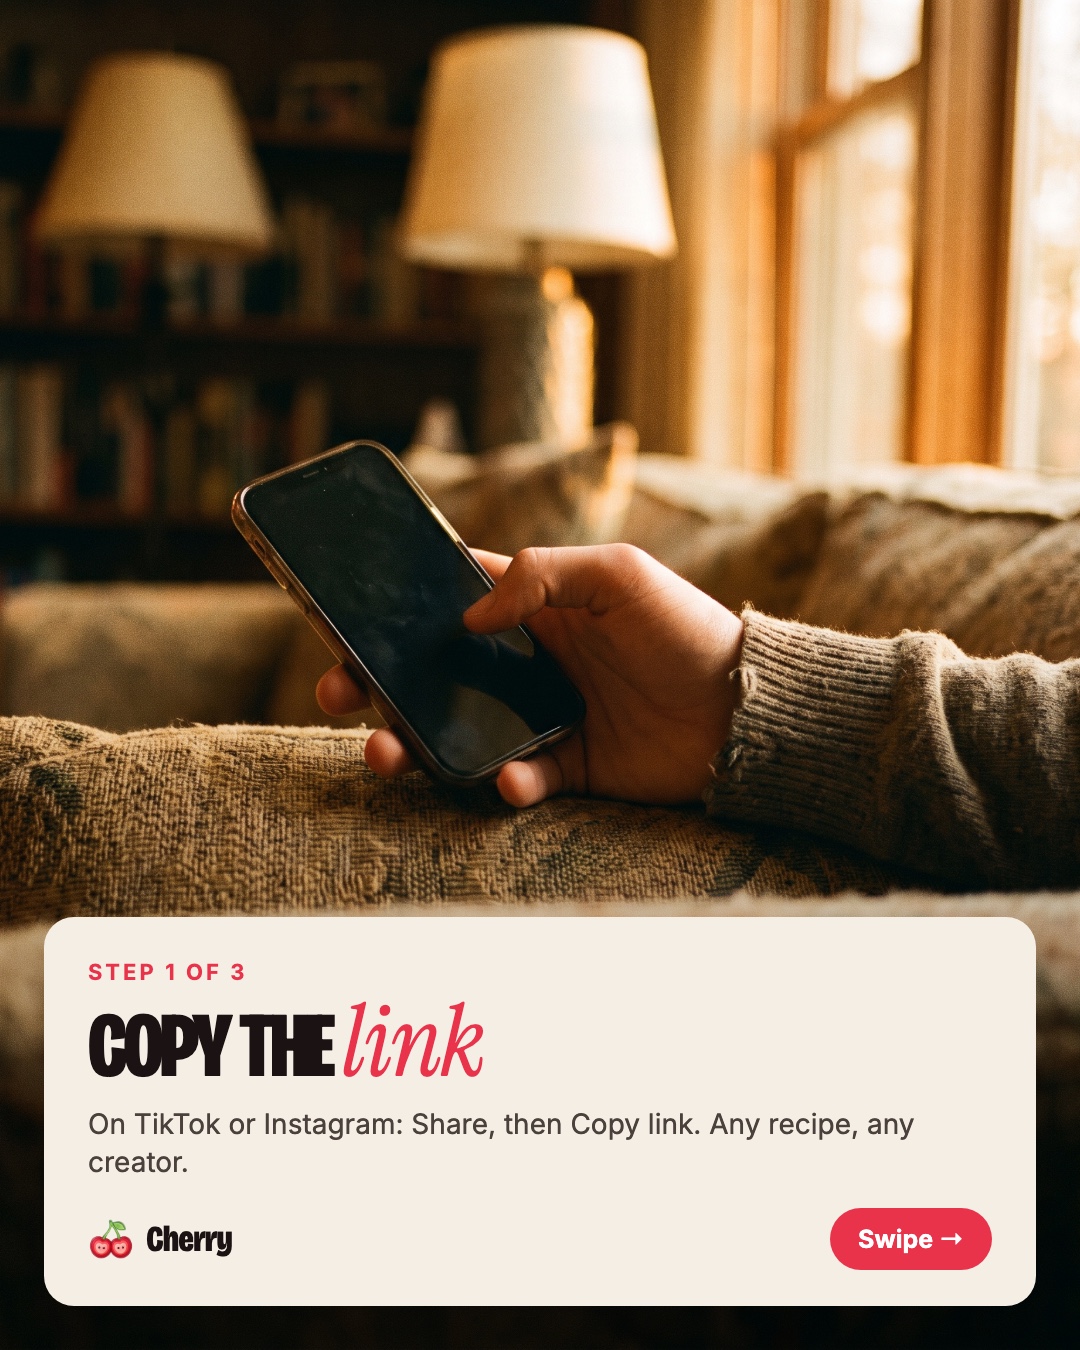 STEP 1 OF 3
COPY THE link
On TikTok or Instagram: Share, then Copy link. Any recipe, any
creator.
Cherry
Swipe →